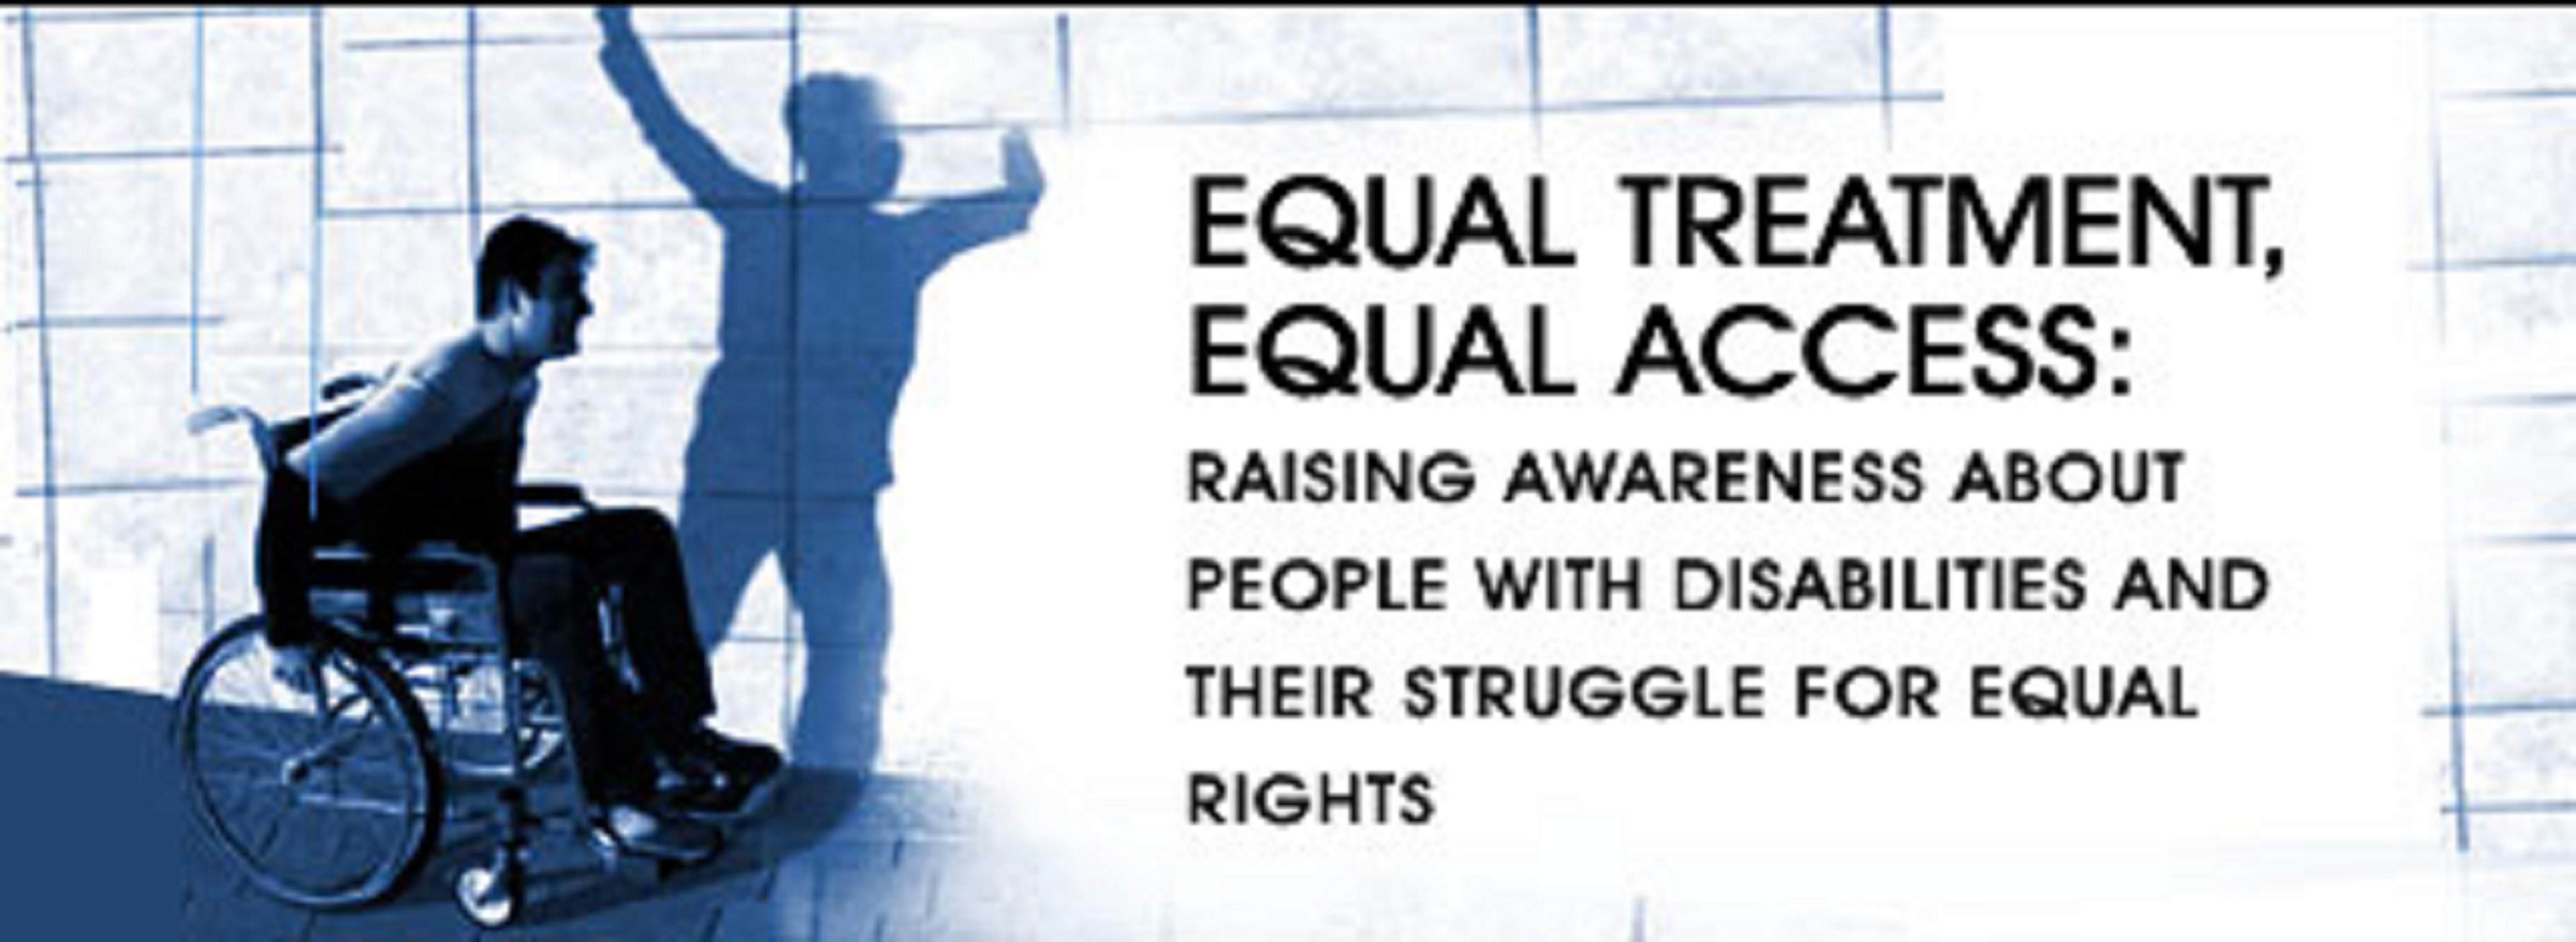 EQUAL TREATMENT,
EQUAL ACCESS:
RAISING AWARENESS ABOUT
PEOPLE WITH DISABILITIES AND
THEIR STRUGGLE FOR EQUAL
RIGHTS